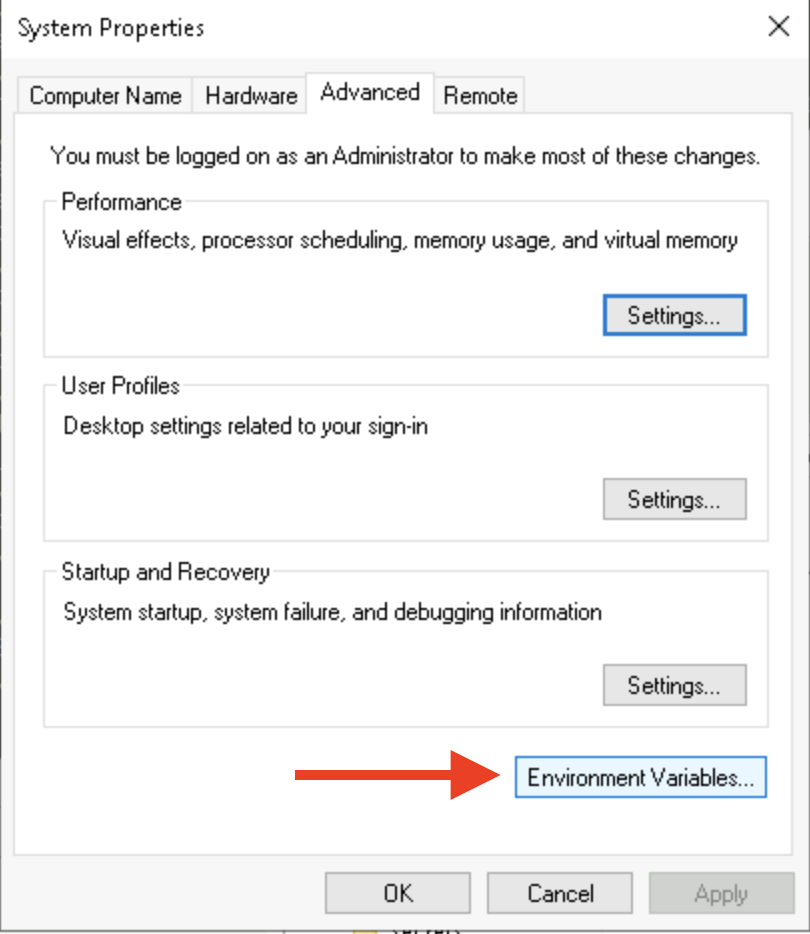 System Properties
Computer Name
Hardware
Advanced
Remote
You must be logged on as an Administrator to make most of these changes.
Performance
Visual effects, processor scheduling, memory usage, and virtual memory
Settings...
User Profiles
Desktop settings related to your sign-in
Settings...
Startup and Recovery
System startup, system failure, and debugging information
Settings...
Environment Variables...
OK
Cancel
Apply